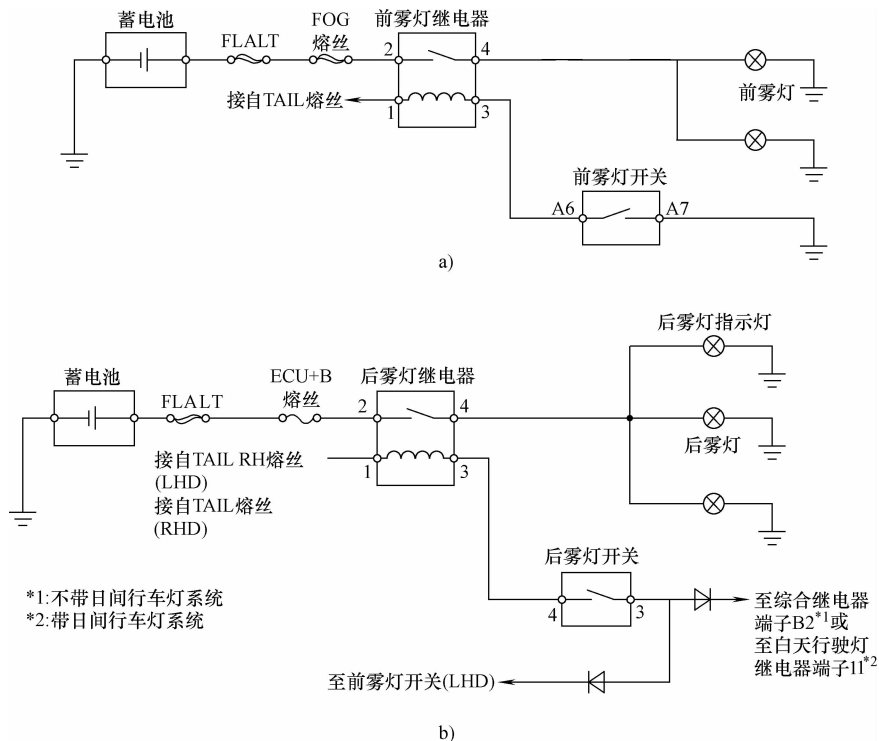 蓄电池
FLALT
FOG
熔丝
前雾灯继电器
2
4
接自TAIL熔丝
1
3
前雾灯
前雾灯开关
A6
A7
a)
后雾灯指示灯
蓄电池
FLALT
ECU+B
熔丝
后雾灯继电器
2
4
后雾灯
接自TAIL RH熔丝
(LHD)
接自TAIL熔丝
(RHD)
1
3
后雾灯开关
4
3
*1:不带日间行车灯系统
*2:带日间行车灯系统
至综合继电器
端子B2*1或
至白天行驶灯
继电器端子11*2
至前雾灯开关(LHD)
b)